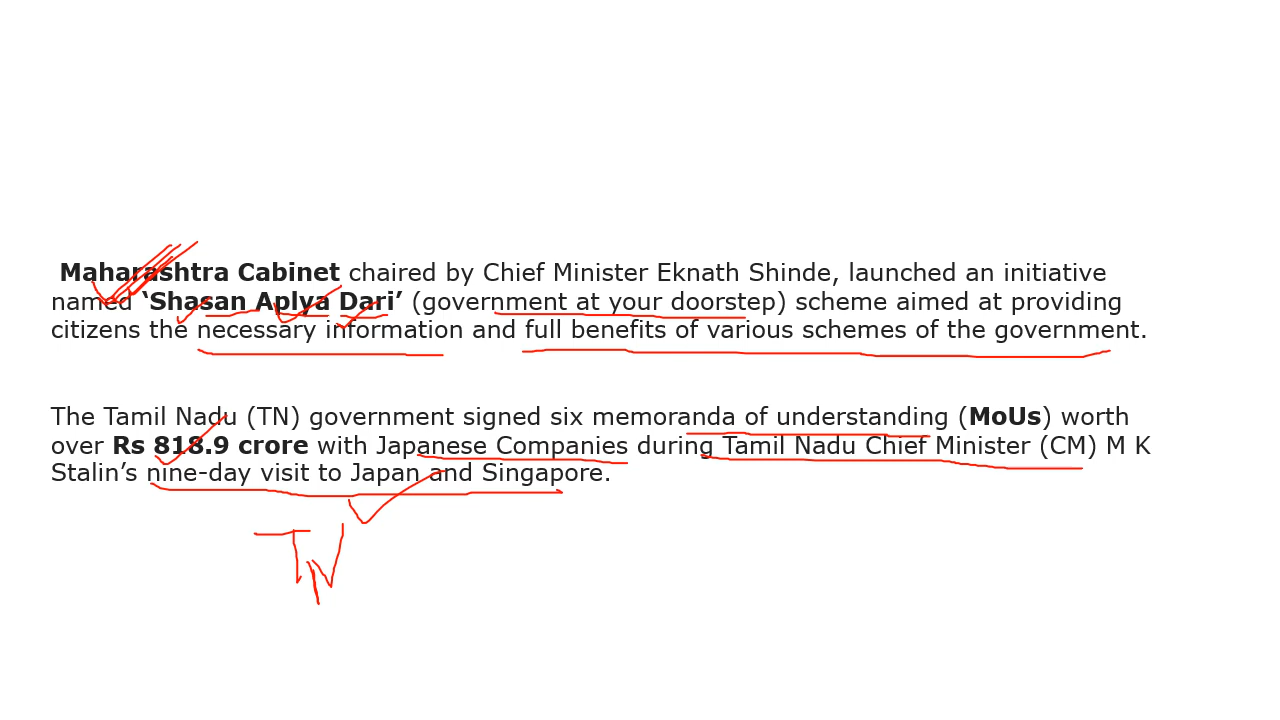 Maharashtra Cabinet chaired by Chief Minister Eknath Shinde, launched an initiative
named ‘Shasan Aplya Dari’ (government at your doorstep) scheme aimed at providing
citizens the necessary information and full benefits of various schemes of the government.
The Tamil Nadu (TN) government signed six memoranda of understanding (MoUs) worth
over Rs 818.9 crore with Japanese Companies during Tamil Nadu Chief Minister (CM) M K
Stalin’s nine-day visit to Japan and Singapore.
TN